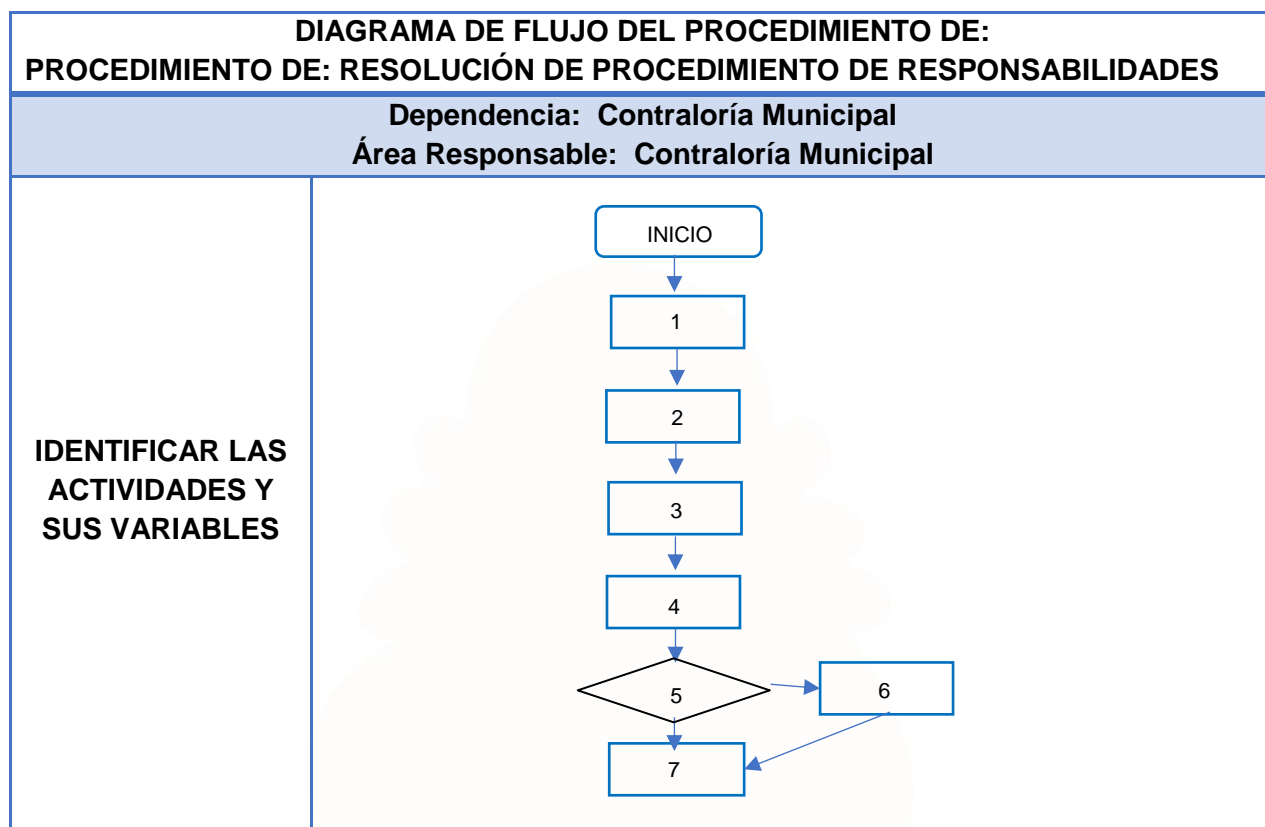 DIAGRAMA DE FLUJO DEL PROCEDIMIENTO DE:
PROCEDIMIENTO DE: RESOLUCIÓN DE PROCEDIMIENTO DE RESPONSABILIDADES
Dependencia: Contraloría Municipal
Área Responsable: Contraloría Municipal
IDENTIFICAR LAS
ACTIVIDADES Y
SUS VARIABLES
INICIO
1
2
3
4
5
6
7